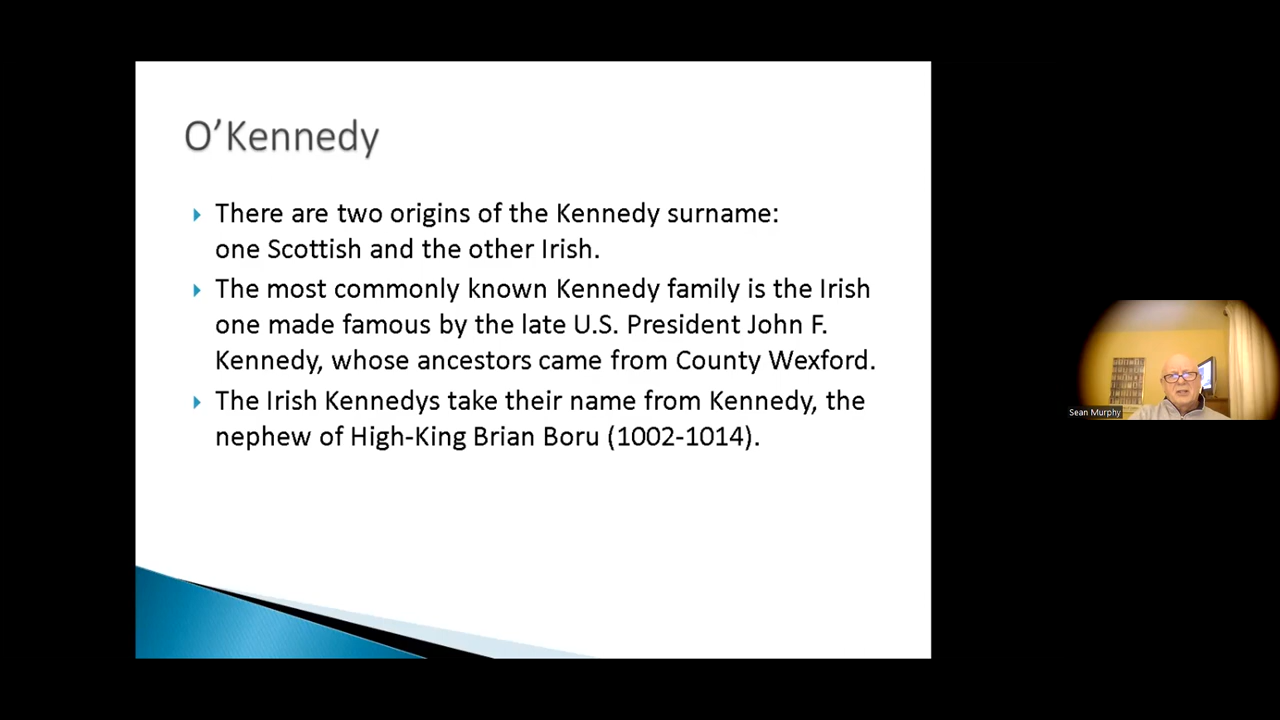 O’Kennedy
There are two origins of the Kennedy surname:
one Scottish and the other Irish.
The most commonly known Kennedy family is the Irish
one made famous by the late U.S. President John F.
Kennedy, whose ancestors came from County Wexford.
The Irish Kennedys take their name from Kennedy, the
nephew of High-King Brian Boru (1002-1014).
Sean Murphy